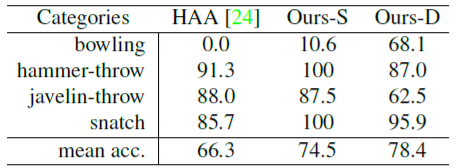 Categories HAA [24] Ours-S Ours-D
bowling 0.0 10.6 68.1
hammer-throw 91.3 100 87.0
javelin-throw 88.0 87.5 62.5
snatch 85.7 100 95.9
mean acc. 66.3 74.5 78.4